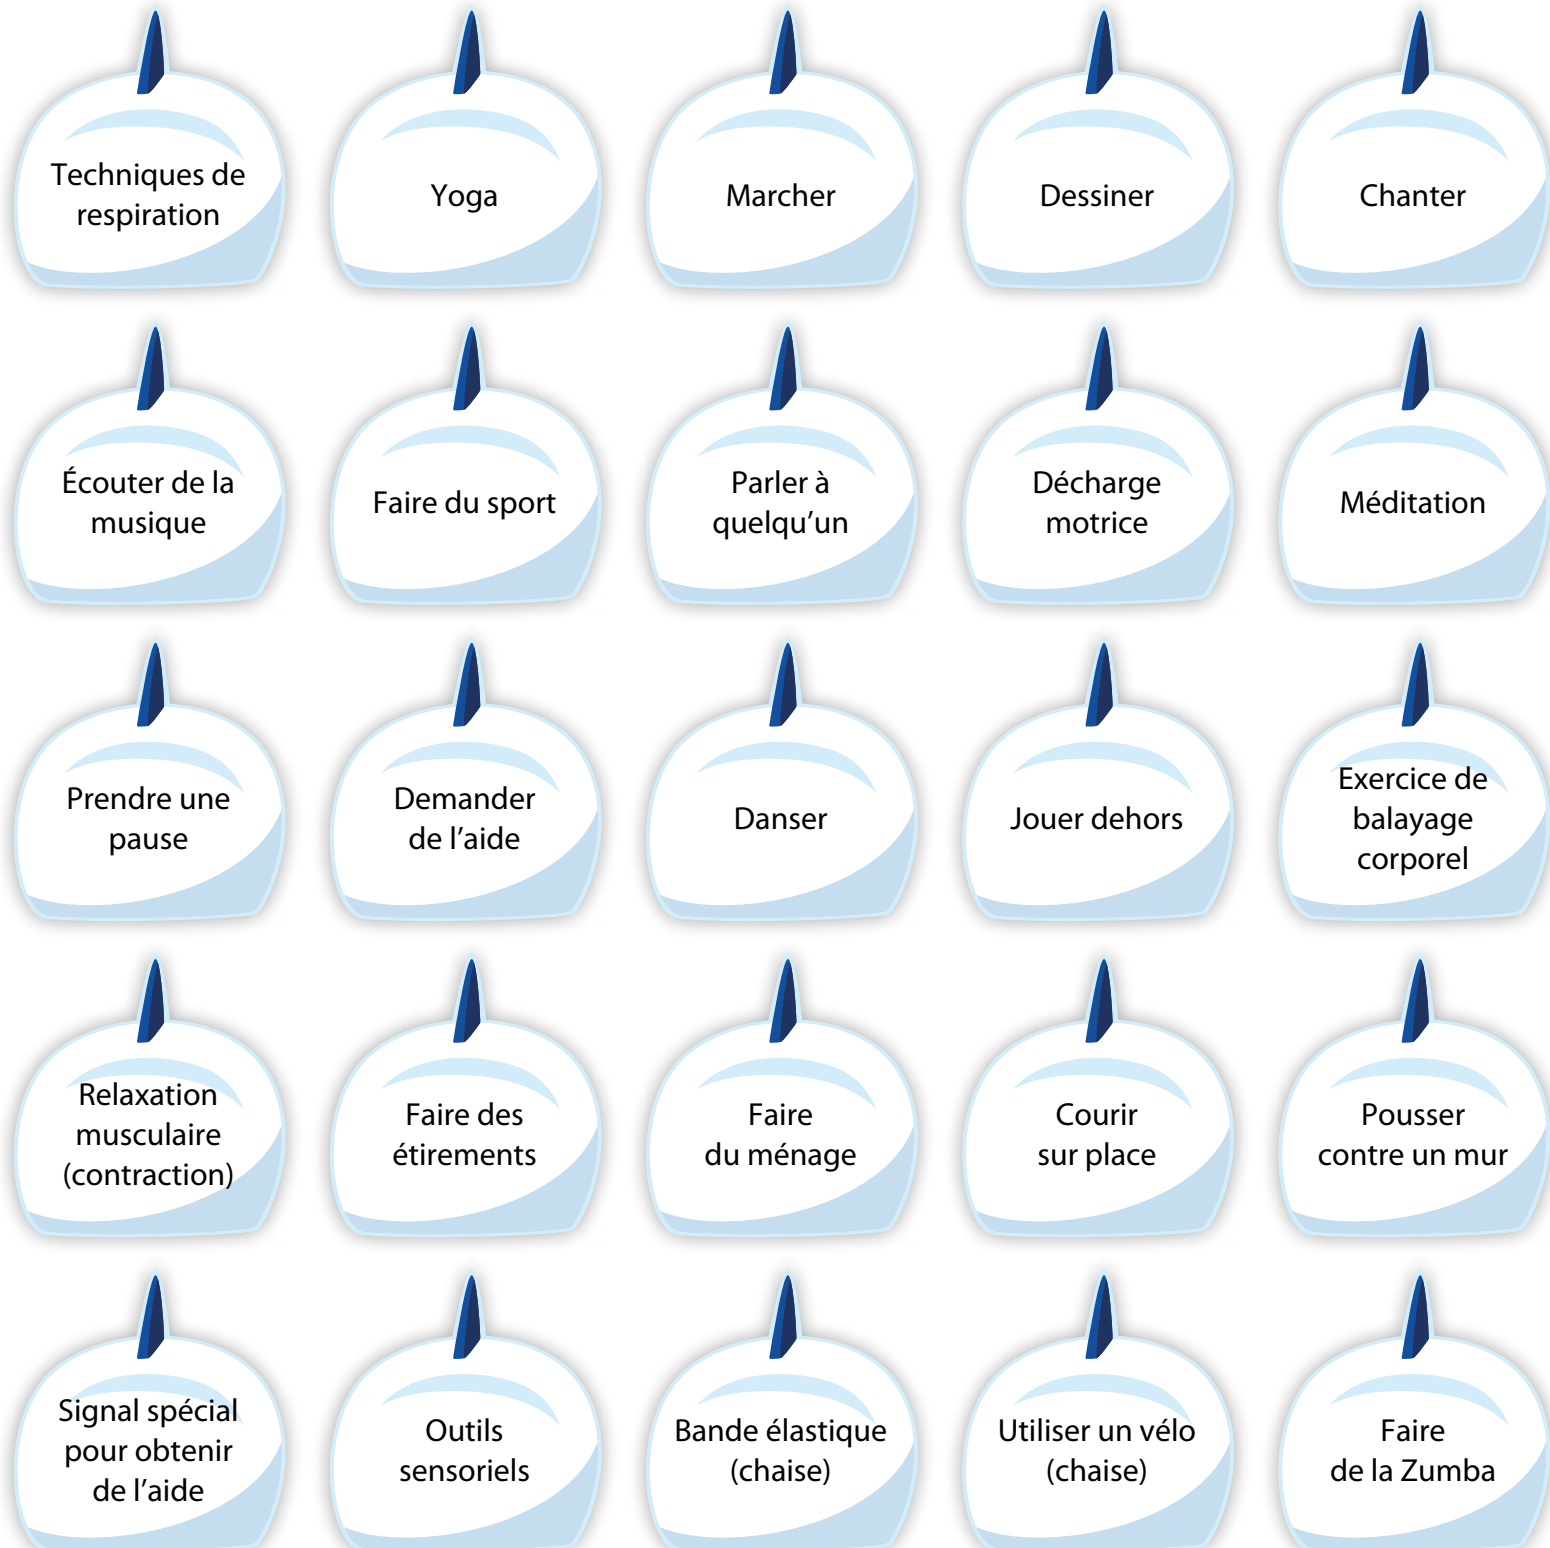 Techniques de
respiration
Yoga
Marcher
Dessiner
Chanter
Écouter de la
musique
Faire du sport
Parler à
quelqu'un
Décharge
motrice
Méditation
Prendre une
pause
Demander
de l'aide
Danser
Jouer dehors
Exercice de
balayage
corporel
Relaxation
musculaire
(contraction)
Faire des
étirements
Faire
du ménage
Courir
sur place
Pousser
contre un mur
Signal spécial
pour obtenir
de l'aide
Outils
sensoriels
Bande élastique
(chaise)
Utiliser un vélo
(chaise)
Faire
de la Zumba